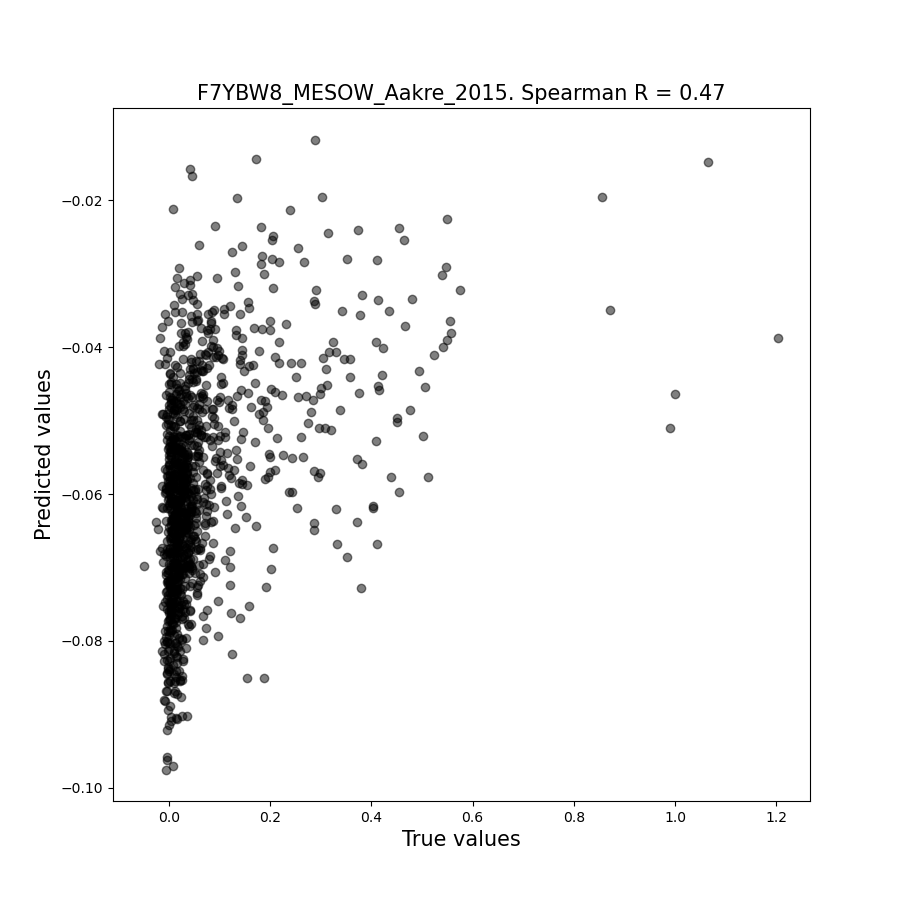 F7YBW8_MESOW_Aakre_2015. Spearman R = 0.47
−0.02
−0.04
−0.06
−0.08
−0.10
Predicted values
0.0 0.2 0.4 0.6 0.8 1.0 1.2
True values